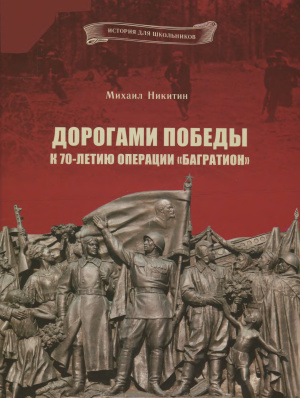 ИСТОРИЯ ДЛЯ ШКОЛЬНИКОВ
МИХАИЛ НИКИТИН
ДОРОГАМИ ПОБЕДЫ
К 70-ЛЕТИЮ ОПЕРАЦИИ «БАГРАТИОН»